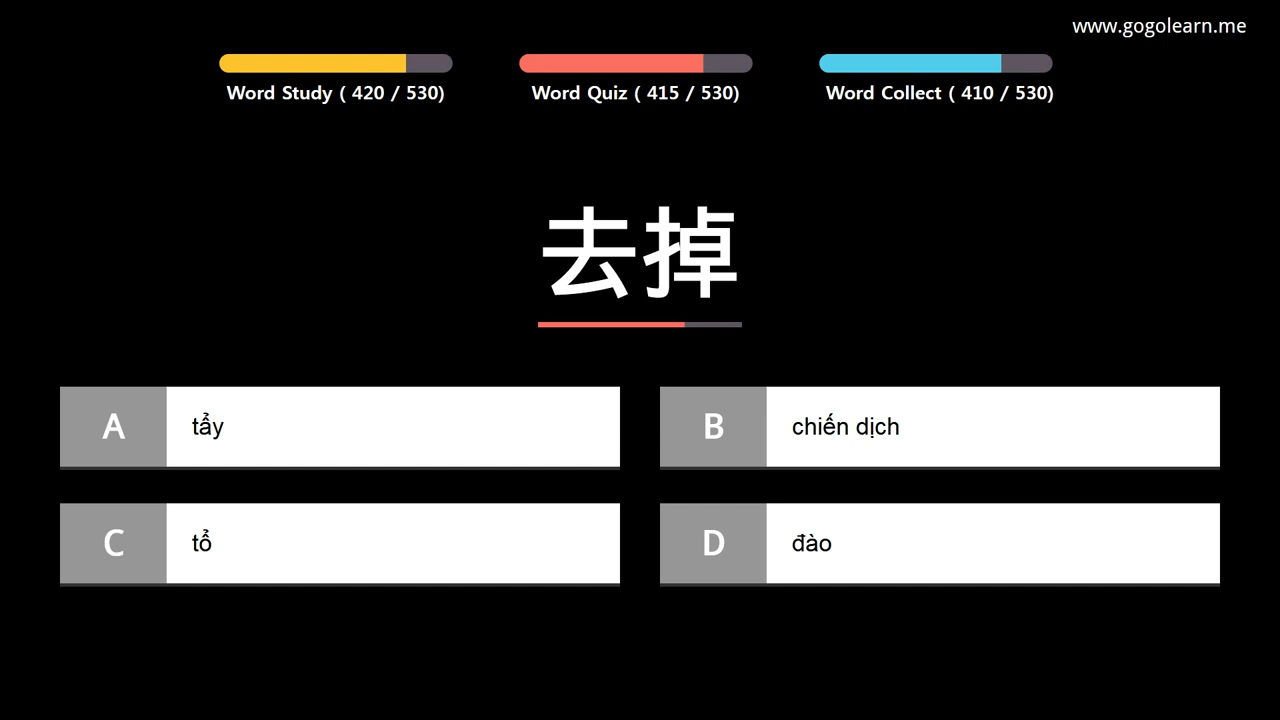 www.gogolearn.me
Word Study ( 420 / 530)
Word Quiz ( 415 / 530)
Word Collect ( 410 / 530)
去掉
A tẩy
B chiến dịch
C tổ
D đào